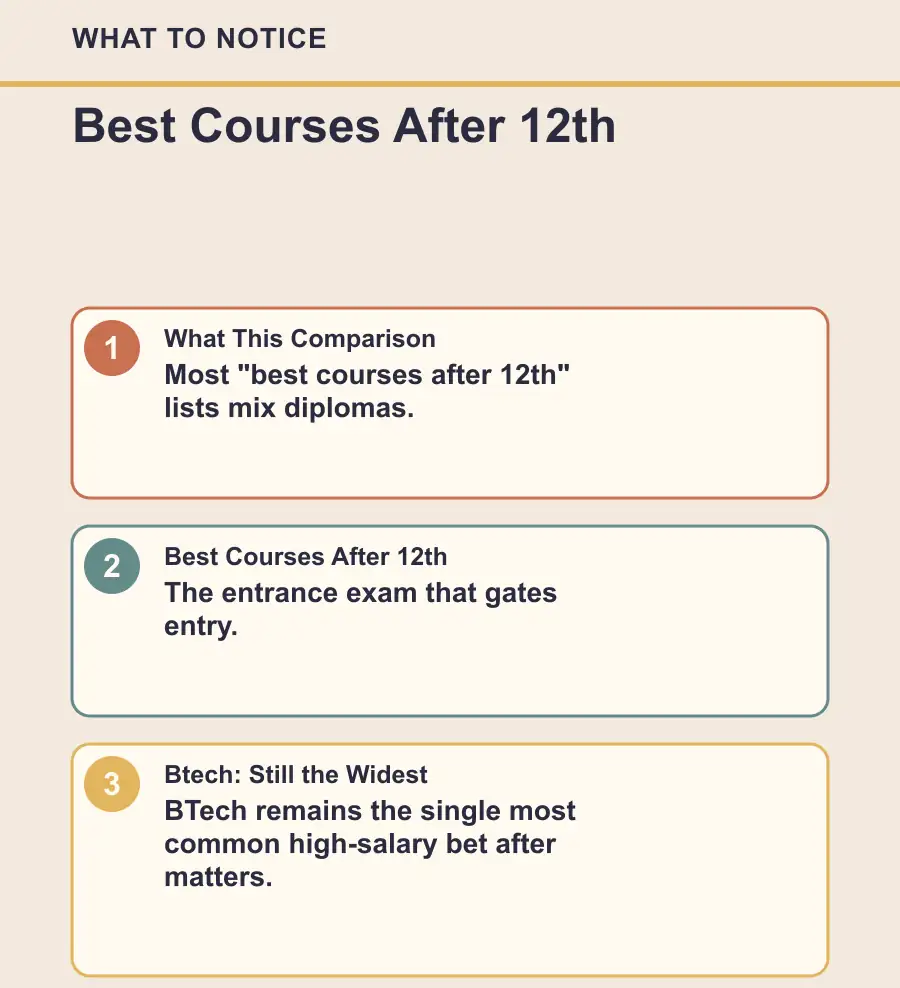 WHAT TO NOTICE
Best Courses After 12th
1
What This Comparison
Most "best courses after 12th"
lists mix diplomas.
2
Best Courses After 12th
The entrance exam that gates
entry.
3
Btech: Still the Widest
BTech remains the single most
common high-salary bet after
matters.